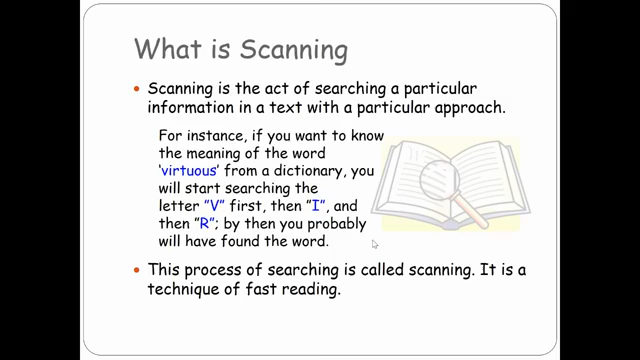 What is Scanning
• Scanning is the act of searching a particular
information in a text with a particular approach.
For instance, if you want to know
the meaning of the word
‘virtuous’ from a dictionary, you
will start searching the
letter ”V” first, then ”I”, and
then ”R”; by then you probably
will have found the word.
• This process of searching is called scanning. It is a
technique of fast reading.